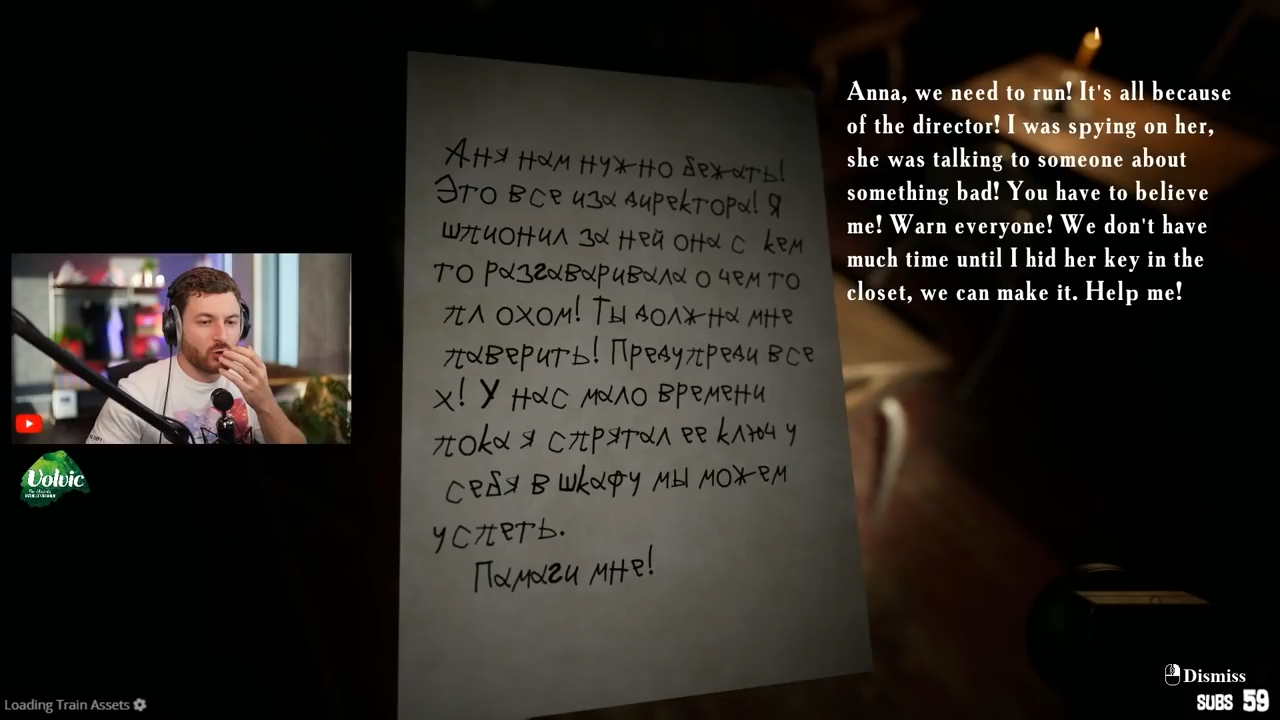 Аня нам нужно бежать!
Это все иза директора! Я
шпионил за ней она с кем
то разгаваривала о чем то
пл охом! Ты должна мне
паверить! Предупреди все
х! У нас мало времени
пока я спрятал ее ключ у
себя в шкафу мы можем
успеть.
Памаги мне!
Anna, we need to run! It's all because
of the director! I was spying on her,
she was talking to someone about
something bad! You have to believe
me! Warn everyone! We don't have
much time until I hid her key in the
closet, we can make it. Help me!
Volvic
Loading Train Assets
Dismiss
SUBS 59